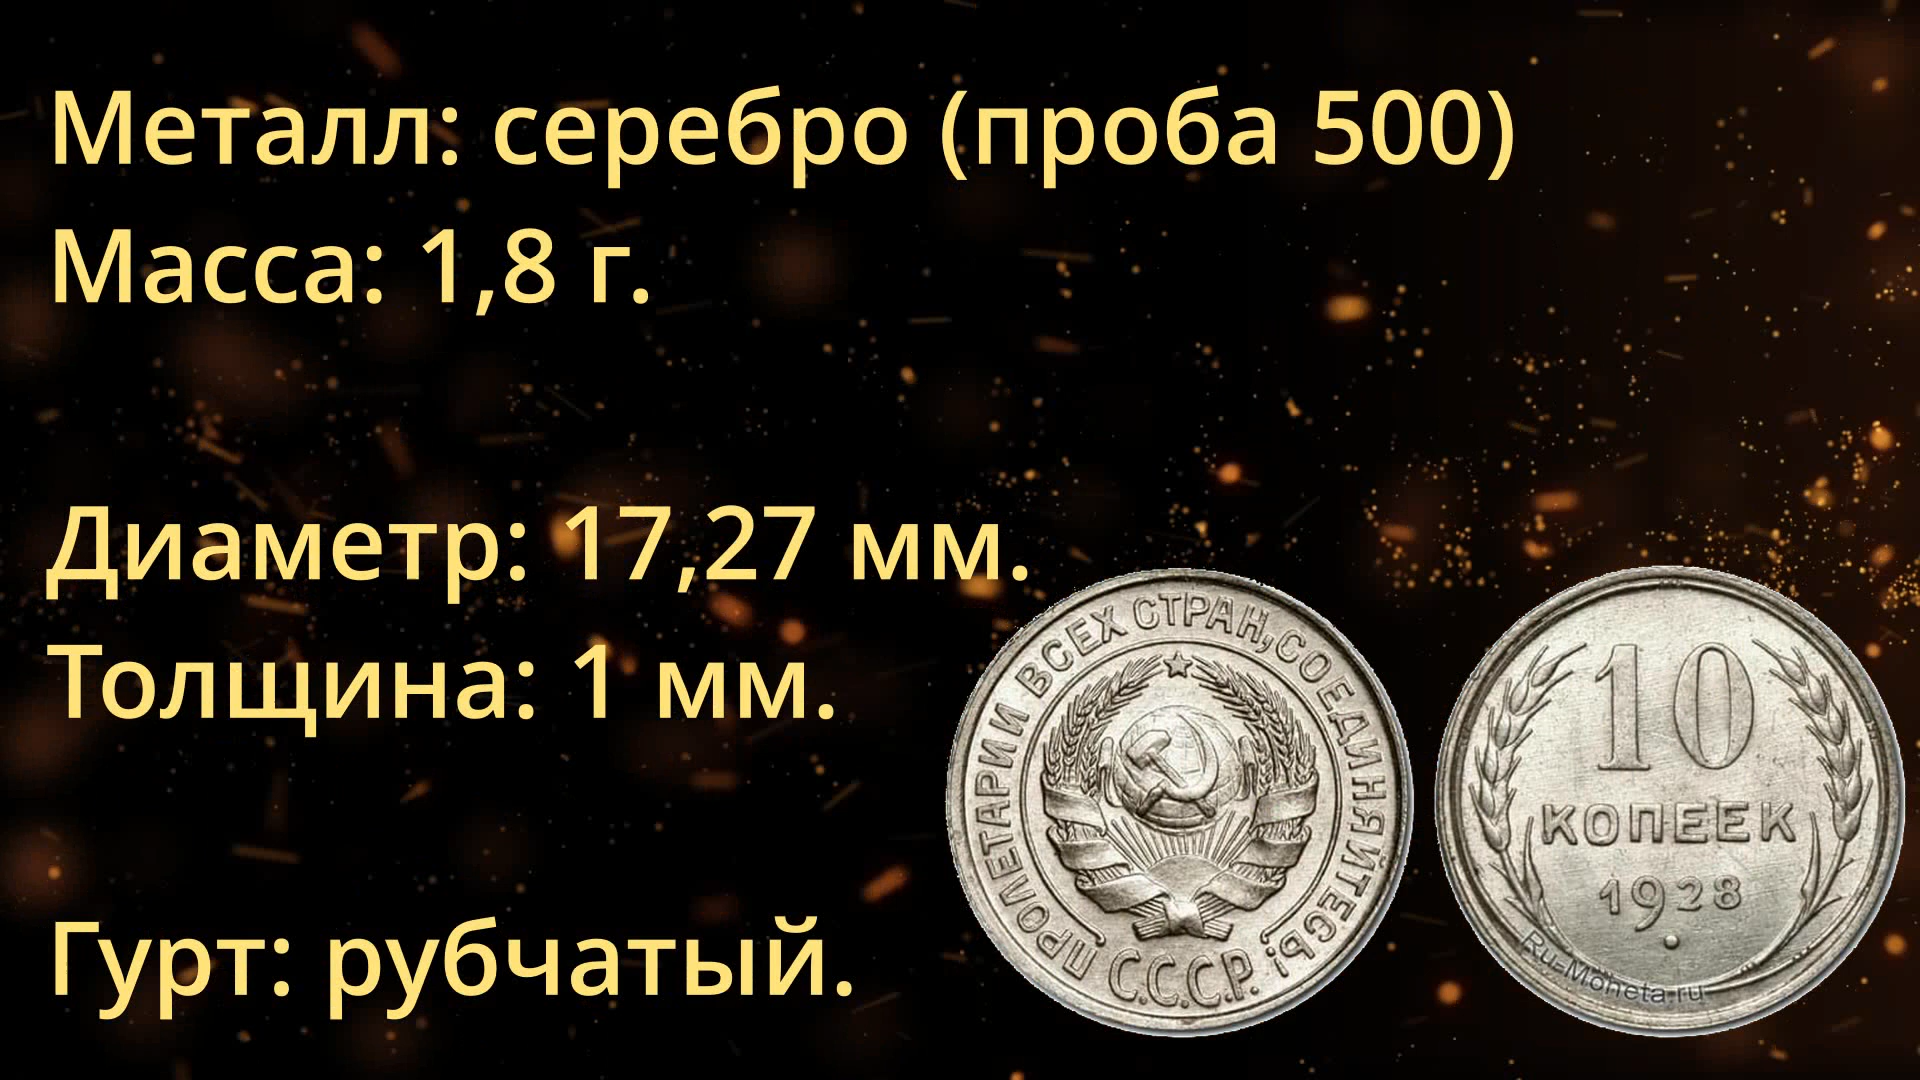 Металл: серебро (проба 500)
Масса: 1,8 г.
Диаметр: 17,27 мм.
Толщина: 1 мм.
Гурт: рубчатый.
ПРОЛЕТАРИИ ВСЕХ СТРАН, СОЕДИНЯЙТЕСЬ!
С.С.С.Р.
10
КОПЕЕК
1928
Ru-Moneta.ru